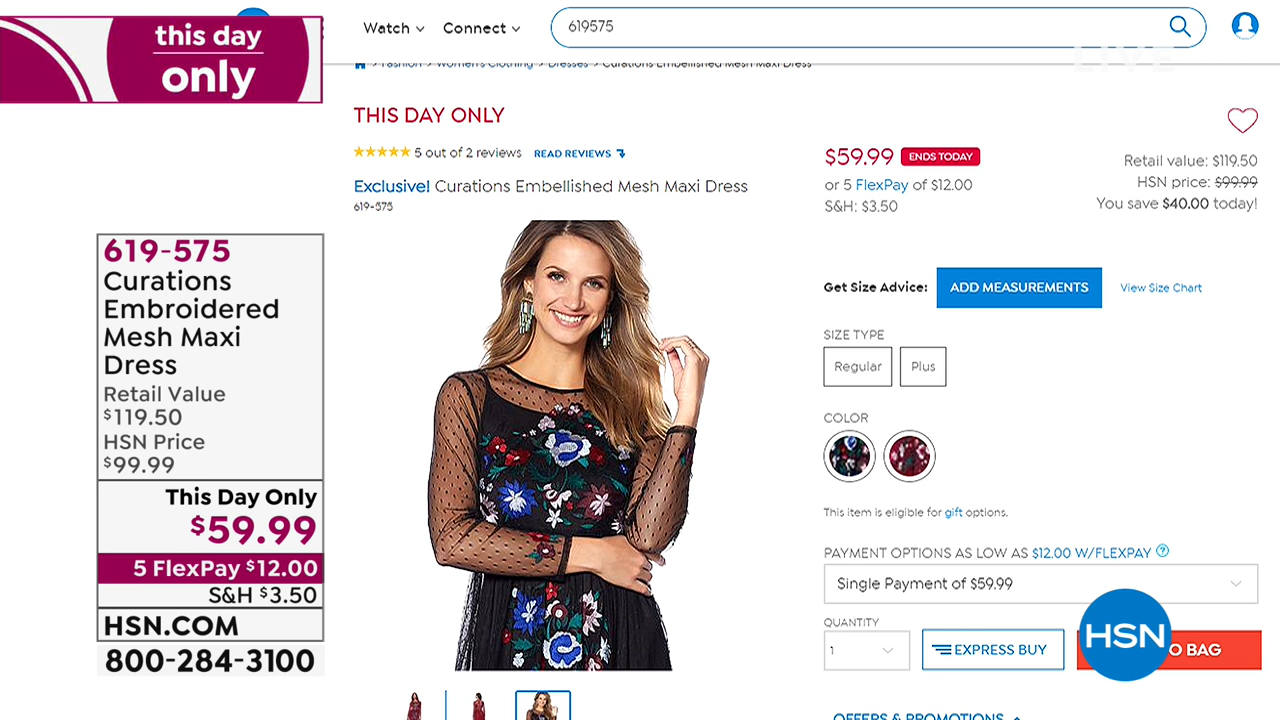 this day
only
Watch
Connect
619575
LIVE
> Fashion > Women's Clothing > Dresses > Curations Embellished Mesh Maxi Dress
THIS DAY ONLY
5 out of 2 reviews
READ REVIEWS
Exclusive! Curations Embellished Mesh Maxi Dress
619-575
$59.99
ENDS TODAY
or 5 FlexPay of $12.00
S&H: $3.50
Retail value: $119.50
HSN price: $99.99
You save $40.00 today!
Get Size Advice:
ADD MEASUREMENTS
View Size Chart
SIZE TYPE
Regular
Plus
COLOR
This item is eligible for gift options.
PAYMENT OPTIONS AS LOW AS $12.00 W/FLEXPAY ?
Single Payment of $59.99
QUANTITY
1
EXPRESS BUY
O BAG
HSN
OFFERS & PROMOTIONS
619-575
Curations
Embroidered
Mesh Maxi
Dress
Retail Value
$119.50
HSN Price
$99.99
This Day Only
$59.99
5 FlexPay $12.00
S&H $3.50
HSN.COM
800-284-3100